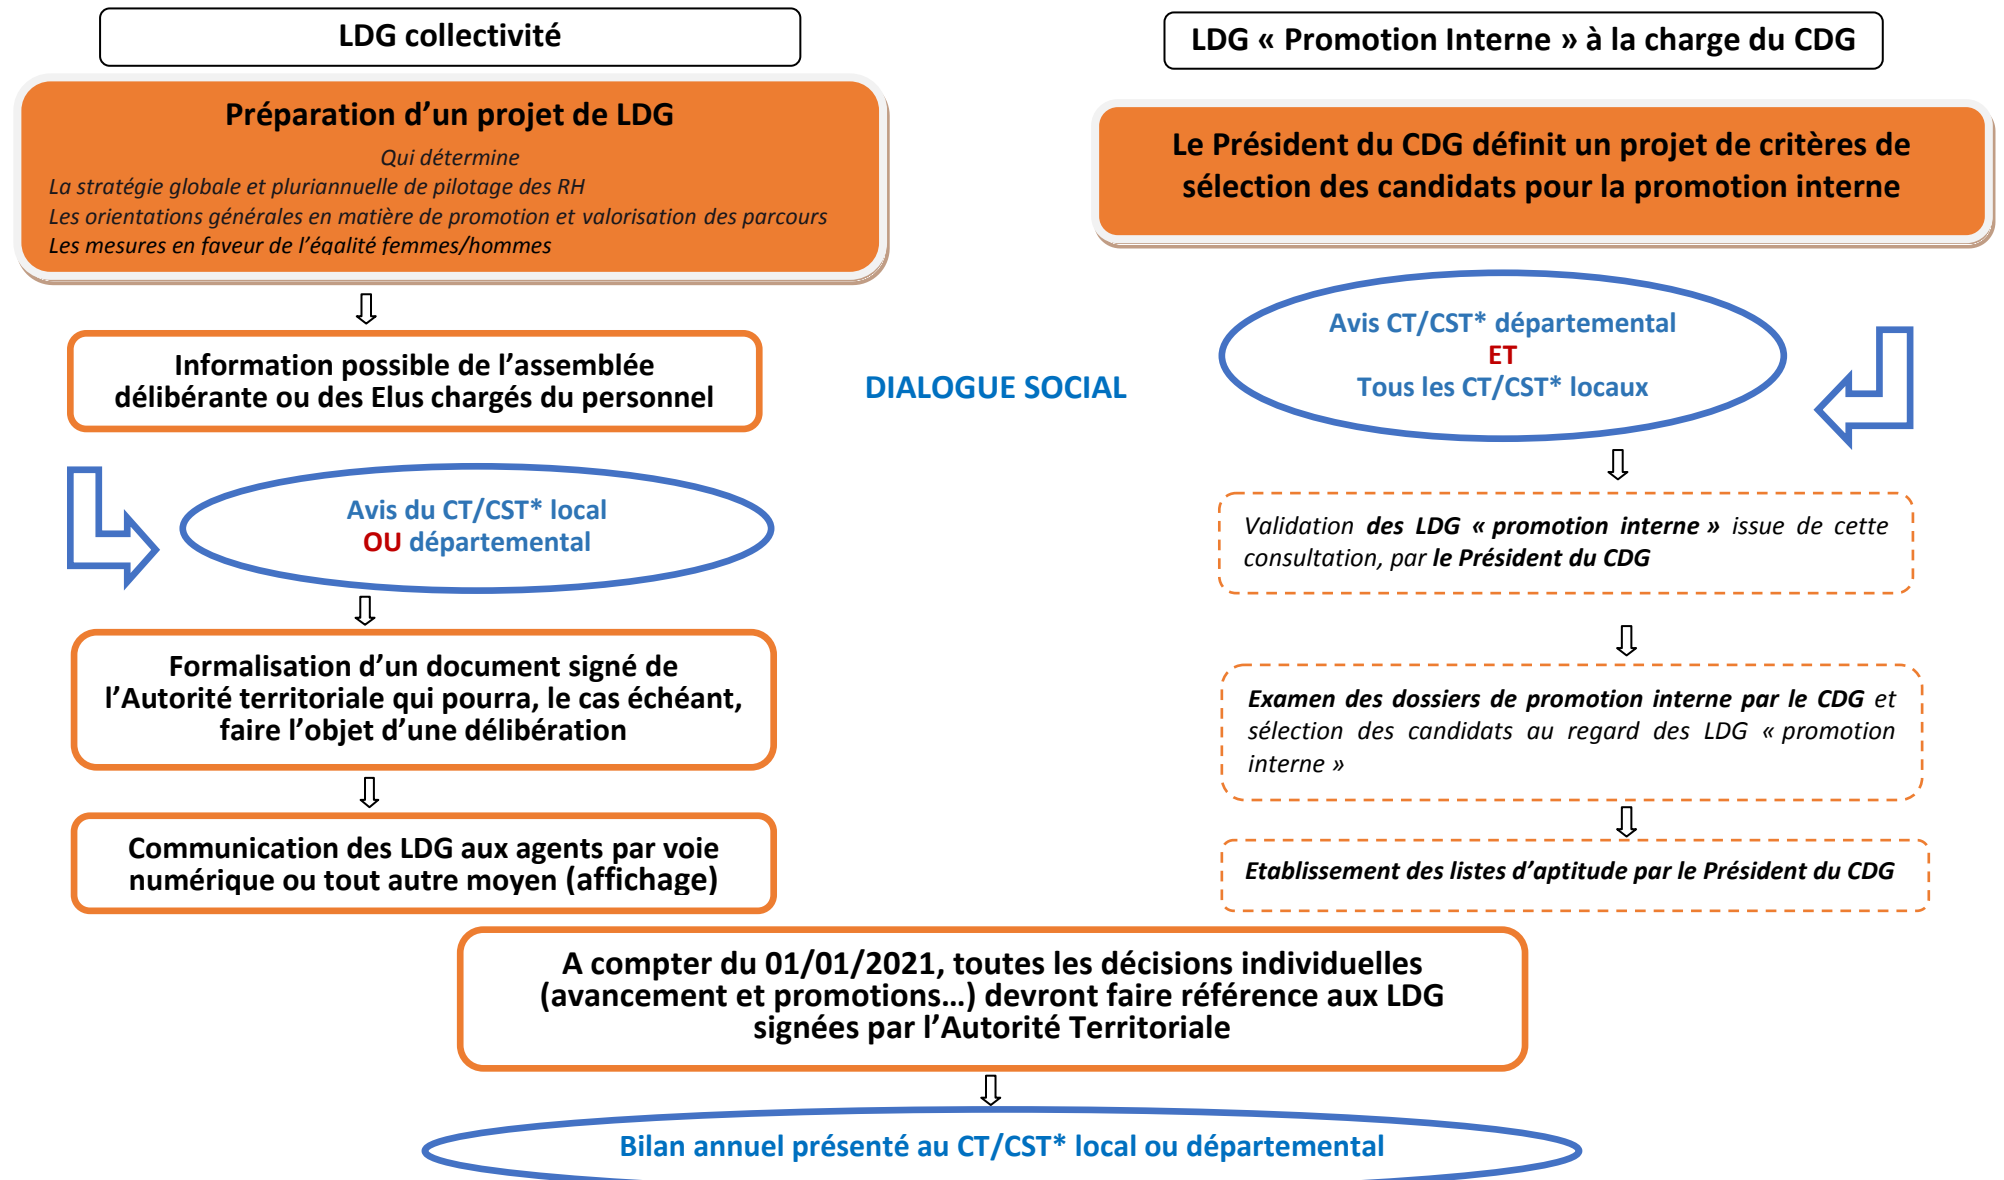 LDG collectivité
Préparation d’un projet de LDG
Qui détermine
La stratégie globale et pluriannuelle de pilotage des RH
Les orientations générales en matière de promotion et valorisation des parcours
Les mesures en faveur de l’égalité femmes/hommes
Information possible de l’assemblée
délibérante ou des Elus chargés du personnel
Avis du CT/CST* local
OU départemental
Formalisation d’un document signé de
l’Autorité territoriale qui pourra, le cas échéant,
faire l’objet d’une délibération
Communication des LDG aux agents par voie
numérique ou tout autre moyen (affichage)
DIALOGUE SOCIAL
LDG « Promotion Interne » à la charge du CDG
Le Président du CDG définit un projet de critères de
sélection des candidats pour la promotion interne
Avis CT/CST* départemental
ET
Tous les CT/CST* locaux
Validation des LDG « promotion interne » issue de cette
consultation, par le Président du CDG
Examen des dossiers de promotion interne par le CDG et
sélection des candidats au regard des LDG « promotion
interne »
Etablissement des listes d’aptitude par le Président du CDG
A compter du 01/01/2021, toutes les décisions individuelles
(avancement et promotions…) devront faire référence aux LDG
signées par l’Autorité Territoriale
Bilan annuel présenté au CT/CST* local ou départemental